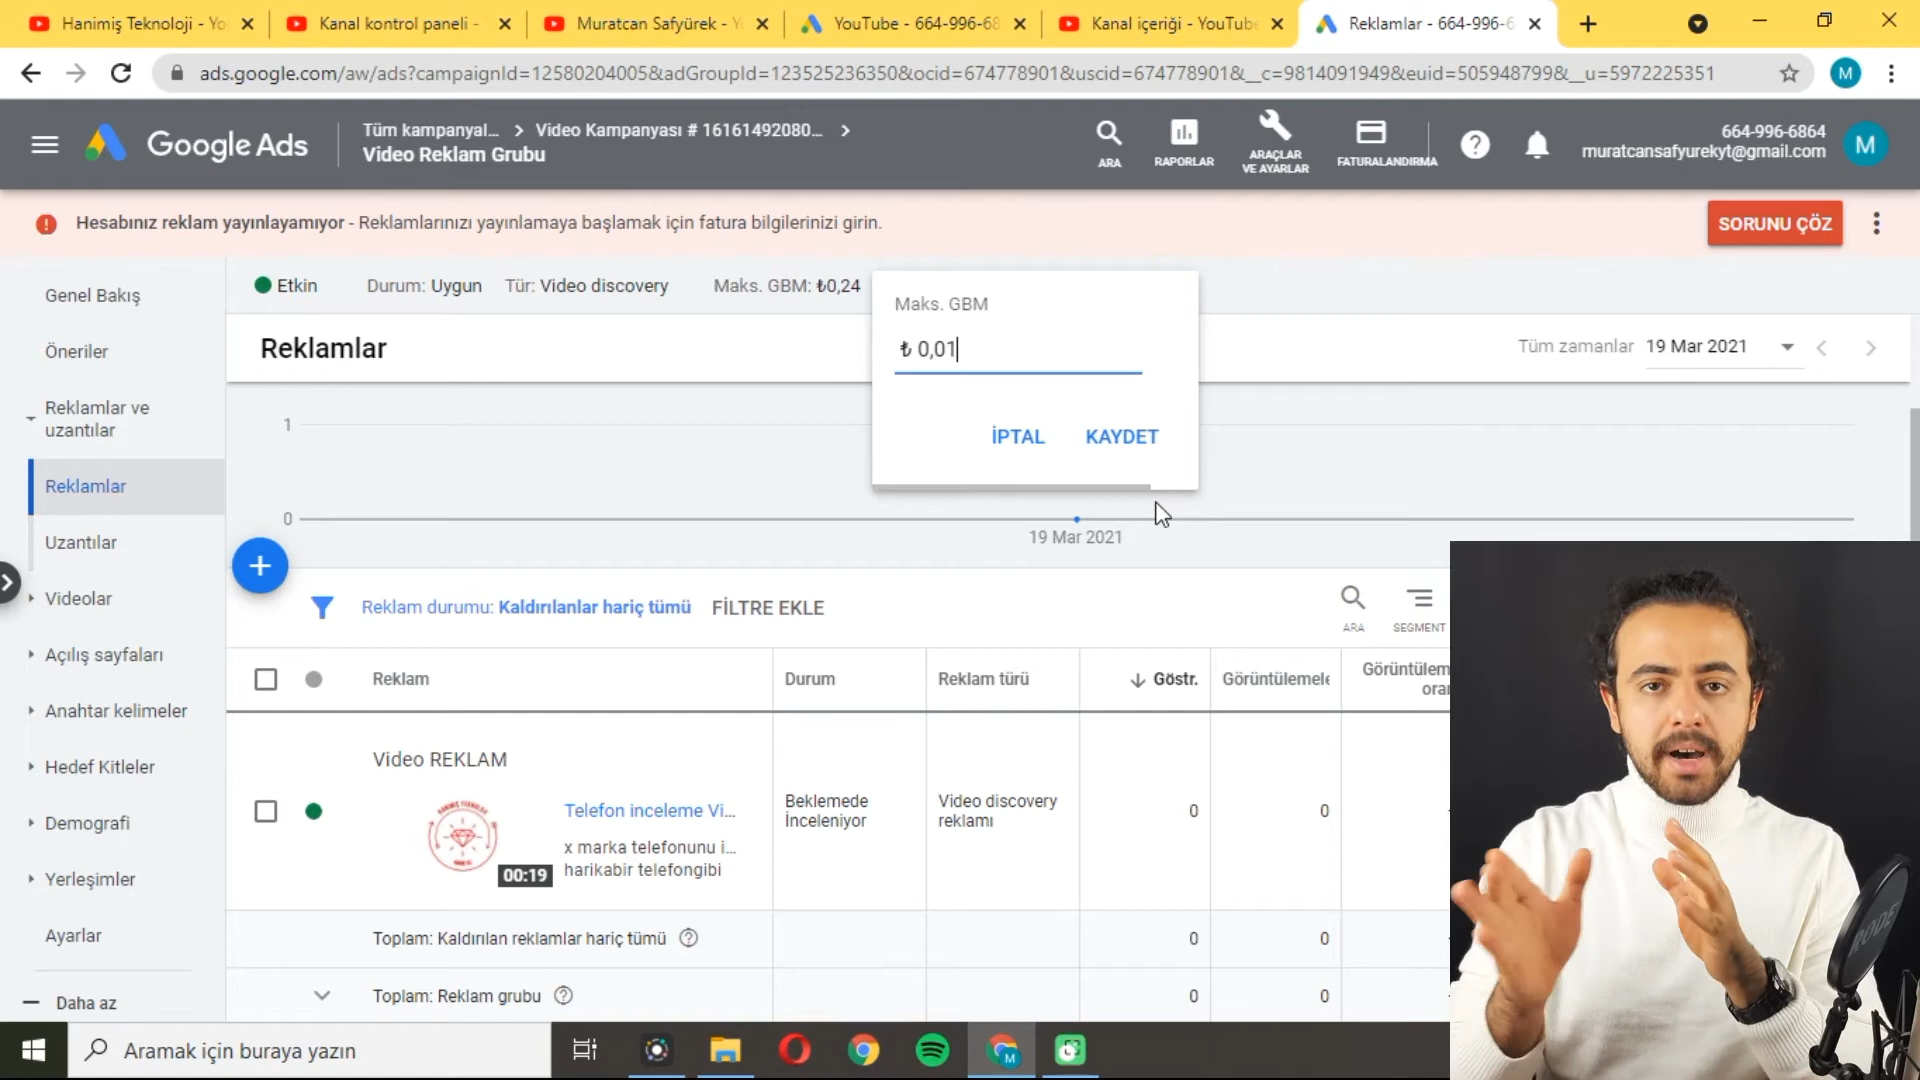 Hanimiş Teknoloji - Yo
Kanal kontrol paneli -
Muratcan Safyürek - Y
YouTube - 664-996-68
Kanal içeriği - YouTube
Reklamlar - 664-996-6
ads.google.com/aw/ads?campaignId=12580204005&adGroupId=123525236350&ocid=674778901&uscid=674778901&__c=9814091949&euid=505948799&__u=5972225351
M
Google Ads
Tüm kampanyal... > Video Kampanyası # 16161492080... >
Video Reklam Grubu
ARA
RAPORLAR
ARAÇLAR
VE AYARLAR
FATURALANDIRMA
664-996-6864
muratcansafyurekyt@gmail.com
M
Hesabınız reklam yayınlayamıyor - Reklamlarınızı yayınlamaya başlamak için fatura bilgilerinizi girin.
SORUNU ÇÖZ
Genel Bakış
Öneriler
Reklamlar ve
uzantılar
Reklamlar
Uzantılar
Videolar
Açılış sayfaları
Anahtar kelimeler
Hedef Kitleler
Demografi
Yerleşimler
Ayarlar
Daha az
Etkin
Durum: Uygun
Tür: Video discovery
Maks. GBM: ₺0,24
Maks. GBM
₺ 0,01
İPTAL
KAYDET
Reklamlar
Tüm zamanlar
19 Mar 2021
1
0
19 Mar 2021
Reklam durumu: Kaldırılanlar hariç tümü
FİLTRE EKLE
ARA
SEGMENT
Reklam
Durum
Reklam türü
Göstr.
Görüntülemele
Görüntülem
oran
Video REKLAM
00:19
Telefon inceleme Vi...
x marka telefonunu i...
harikabir telefongibi
Beklemede
İnceleniyor
Video discovery
reklamı
0
0
Toplam: Kaldırılan reklamlar hariç tümü
0
0
Toplam: Reklam grubu
0
0
RODE
Aramak için buraya yazın
M